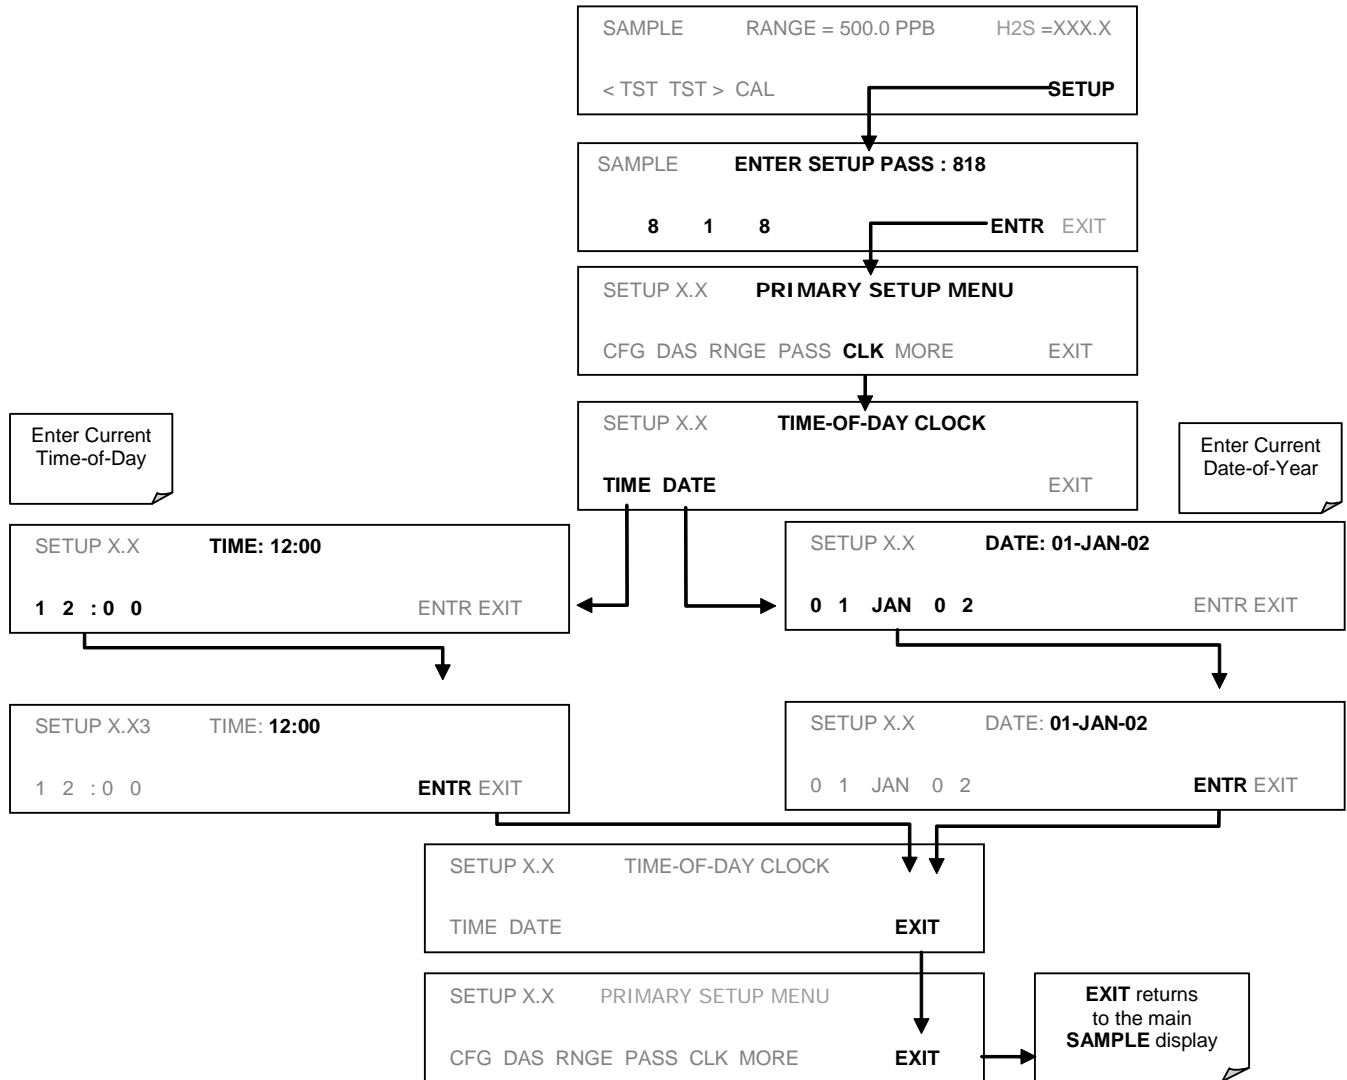 SAMPLE RANGE = 500.0 PPB H2S =XXX.X
< TST TST > CAL SETUP
SAMPLE ENTER SETUP PASS : 818
8 1 8 ENTR EXIT
SETUP X.X PRIMARY SETUP MENU
CFG DAS RNGE PASS CLK MORE EXIT
SETUP X.X TIME-OF-DAY CLOCK
TIME DATE EXIT
Enter Current
Time-of-Day
Enter Current
Date-of-Year
SETUP X.X TIME: 12:00
1 2 : 0 0 ENTR EXIT
SETUP X.X DATE: 01-JAN-02
0 1 JAN 0 2 ENTR EXIT
SETUP X.X3 TIME: 12:00
1 2 : 0 0 ENTR EXIT
SETUP X.X DATE: 01-JAN-02
0 1 JAN 0 2 ENTR EXIT
SETUP X.X TIME-OF-DAY CLOCK
TIME DATE EXIT
SETUP X.X PRIMARY SETUP MENU
CFG DAS RNGE PASS CLK MORE EXIT
EXIT returns
to the main
SAMPLE display